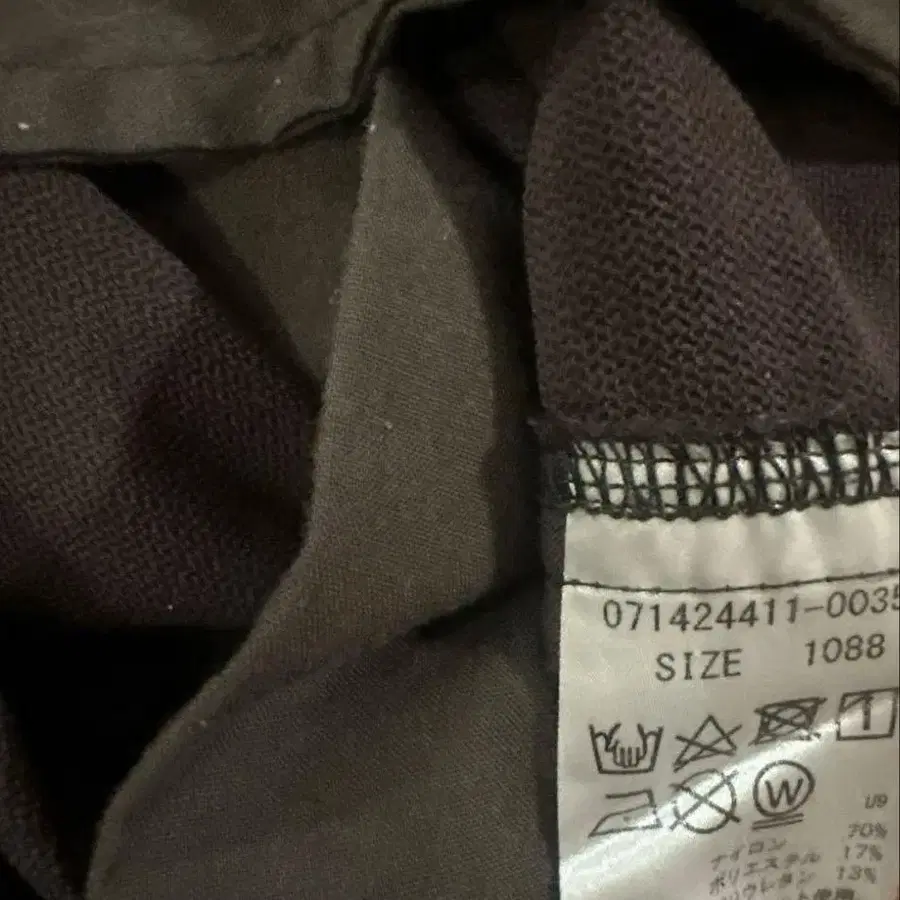 071424411-0035
SIZE 1088
W
U9
ナイロン 70%
ポリエステル 17%
ポリウレタン 13%